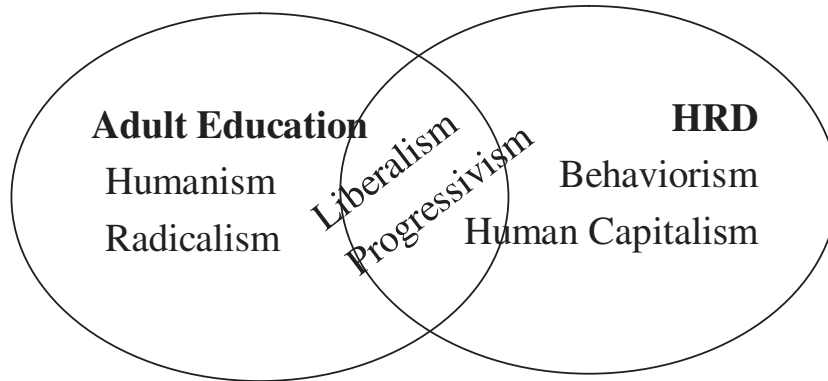 Adult Education
Humanism
Radicalism
Liberalism
Progressivism
HRD
Behaviorism
Human Capitalism